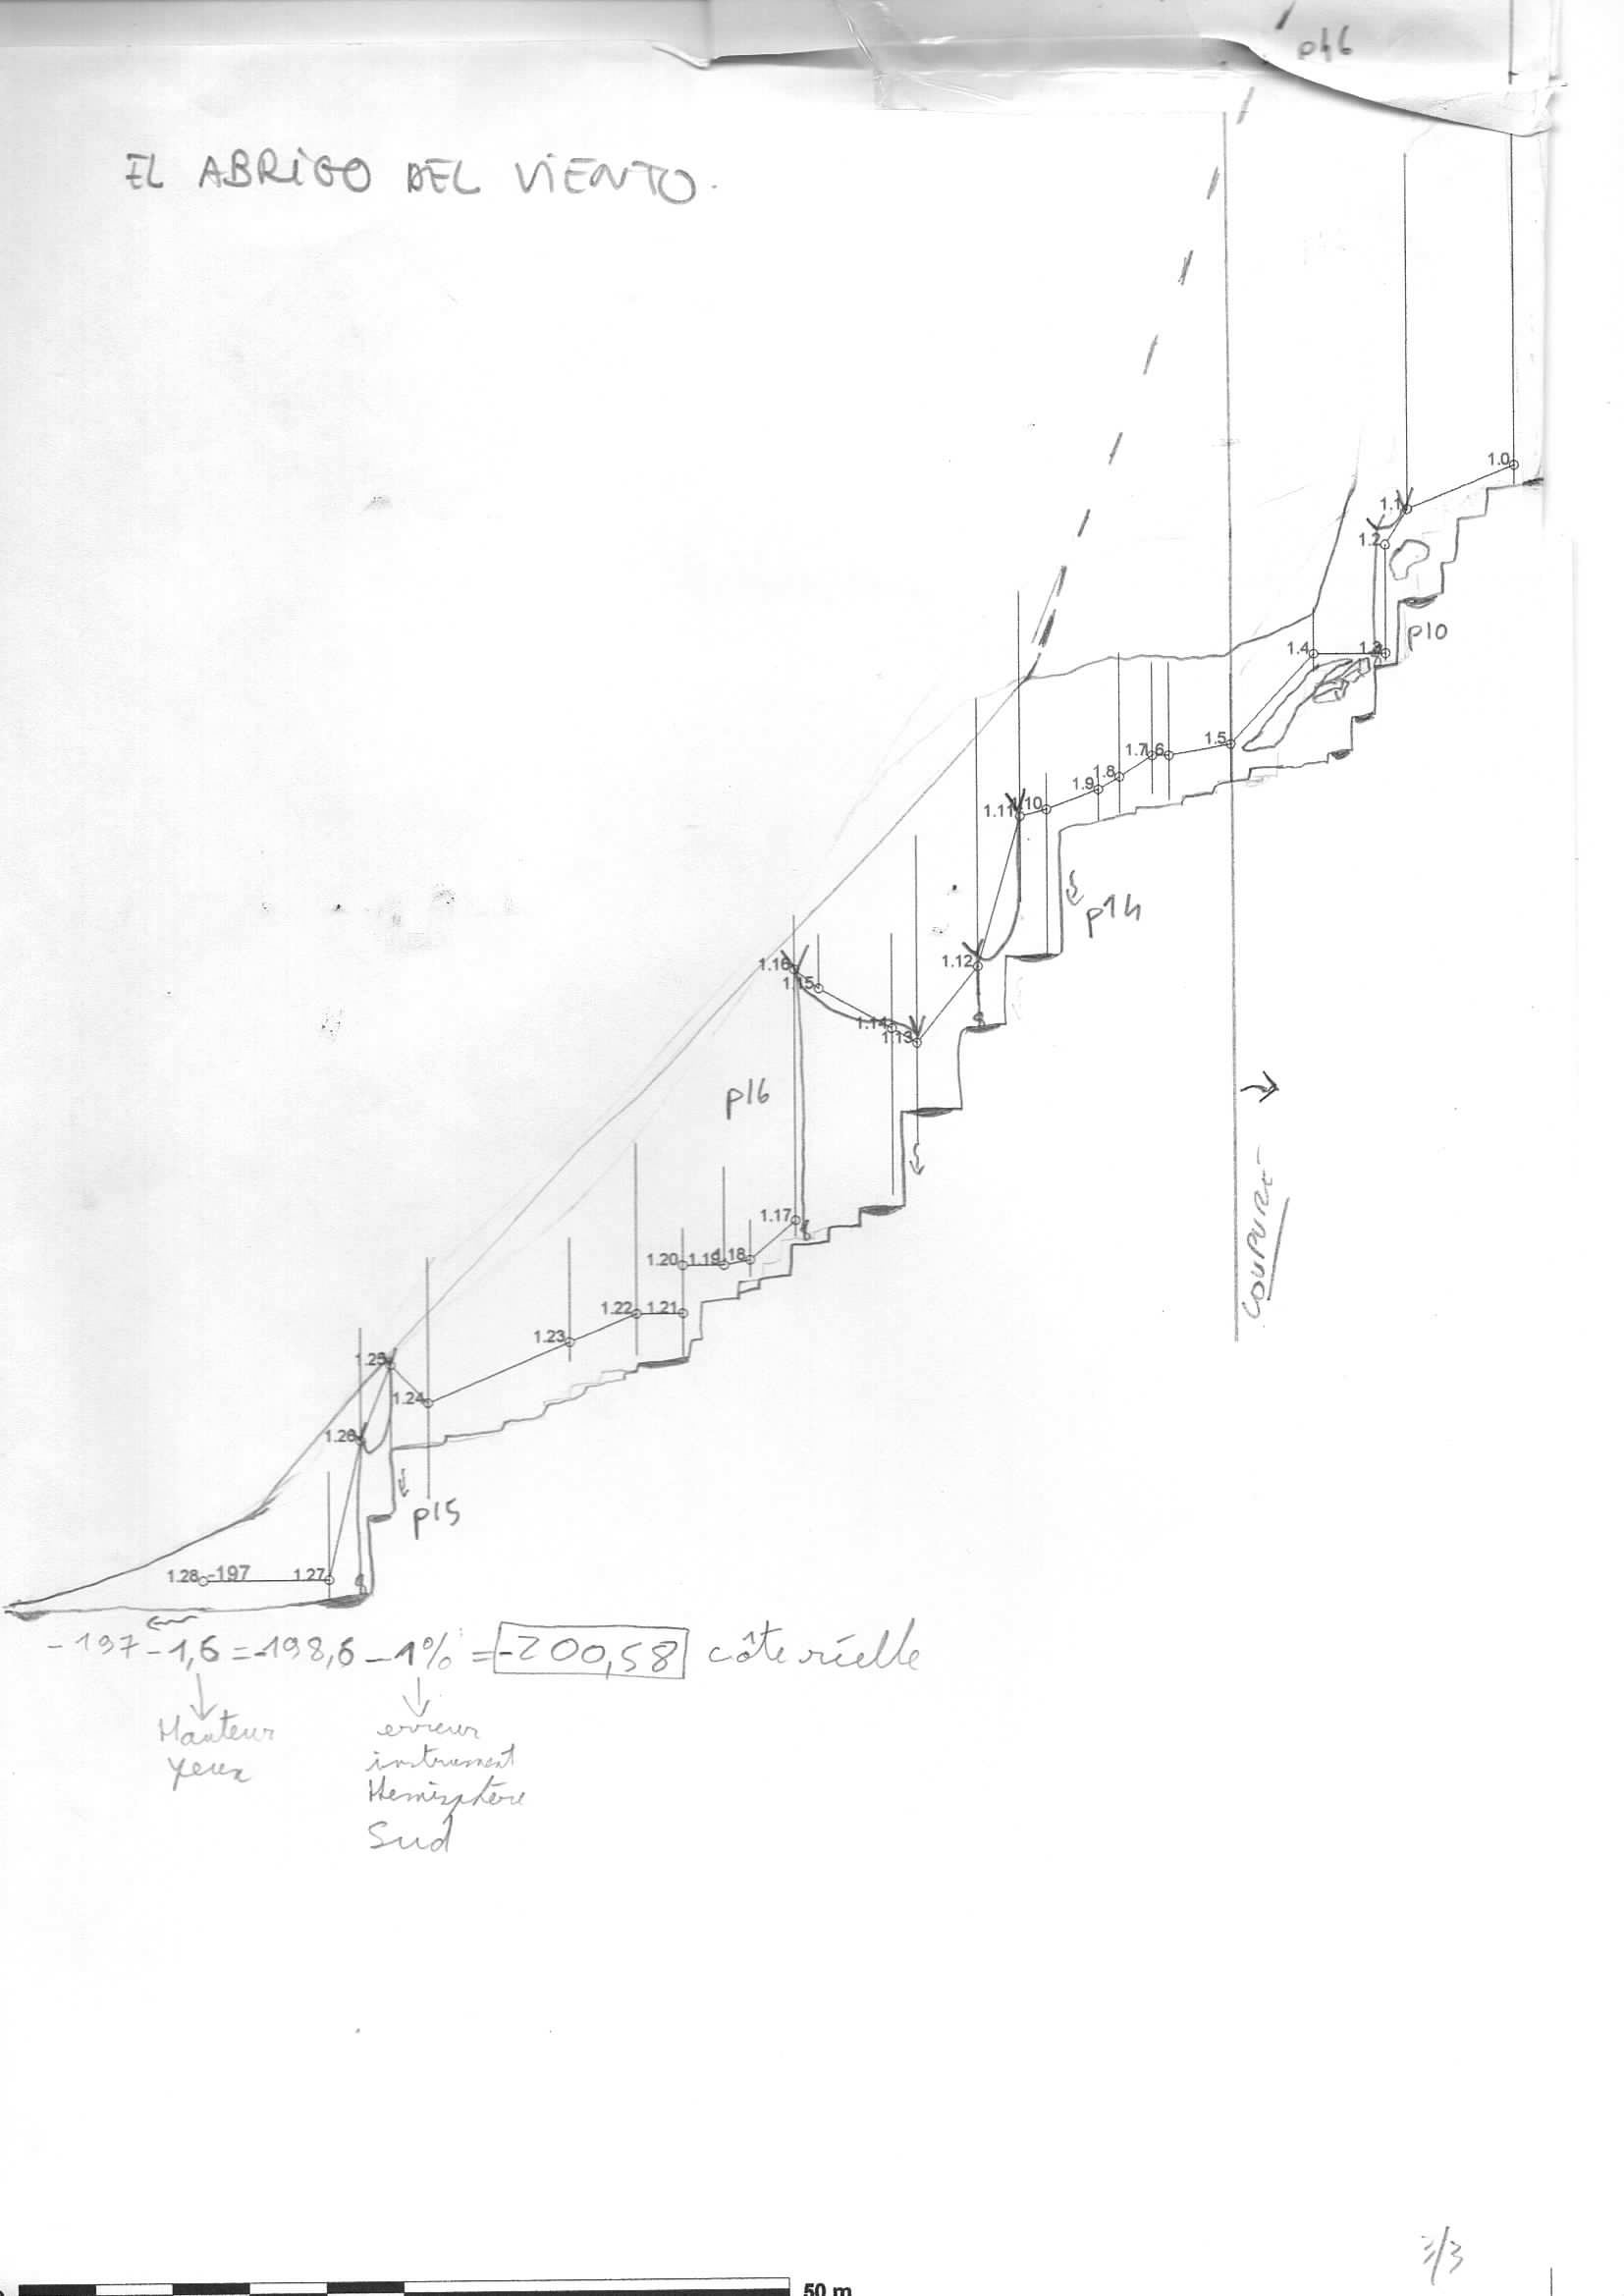 p46
EL ABRIGO DEL VIENTO.
1.0
1.1
1.2
p10
1.4
1.3
1.5
1.7
1.6
1.8
1.9
1.11
1.10
p14
1.12
1.16
1.15
1.14
1.13
p16
COUPURE
1.17
1.20
1.19
1.18
1.22
1.21
1.23
1.25
1.24
1.26
p15
1.28
-197
1.27
-197 -1,6 = -198,6 - 1% = -200,58 côte réelle
Hauteur
Yeux
erreur
instrument
Hemisphère
Sud
3/3
50 m